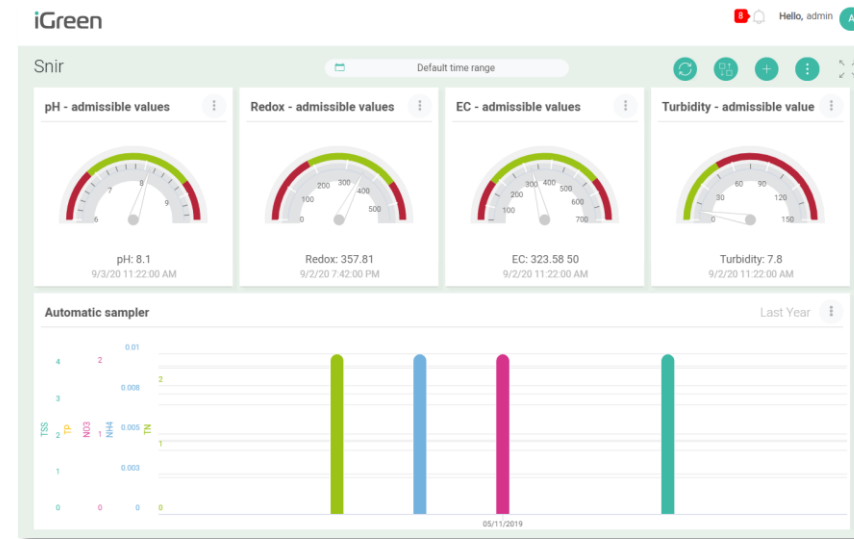 iGreen
8
Hello, admin
A
Snir
Default time range
pH - admissible values
6 7 8 9
pH: 8.1
9/3/20 11:22:00 AM
Redox - admissible values
0 100 200 300 400 500
Redox: 357.81
9/2/20 7:42:00 PM
EC - admissible values
100 200 300 400 500 600 700
EC: 323.58 50
9/2/20 11:22:00 AM
Turbidity - admissible value
0 30 60 90 120 150
Turbidity: 7.8
9/2/20 11:22:00 AM
Automatic sampler
Last Year
TSS
4
3
2
1
0
TP
NO3
2
1
0
NH4
0.01
0.008
0.005
0.003
0
TN
2
1
0
05/11/2019